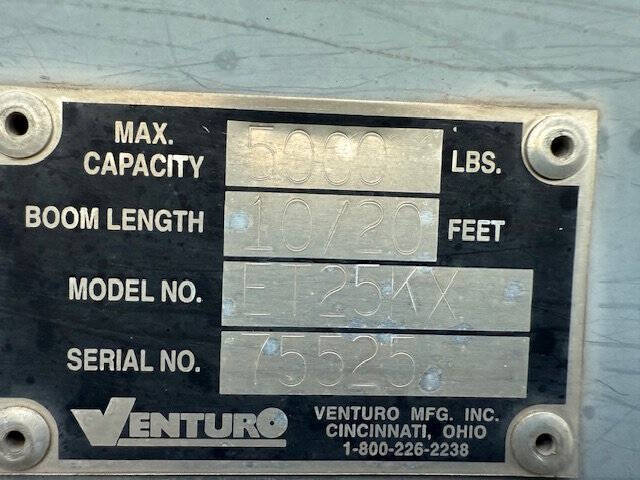 MAX. CAPACITY 5000 LBS.
BOOM LENGTH 10/20 FEET
MODEL NO. ET25KX
SERIAL NO. 75525
VENTURO
VENTURO MFG. INC.
CINCINNATI, OHIO
1-800-226-2238